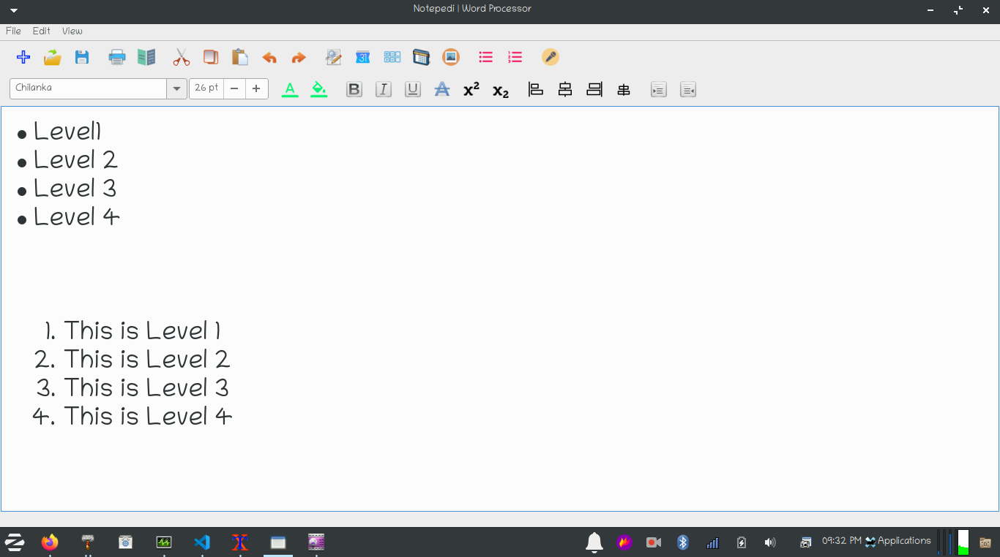 Notepedi | Word Processor
File Edit View
31
Chilanka 26 pt A B I U A x² x₂
• Level1
• Level 2
• Level 3
• Level 4
1. This is Level 1
2. This is Level 2
3. This is Level 3
4. This is Level 4
09:32 PM Applications